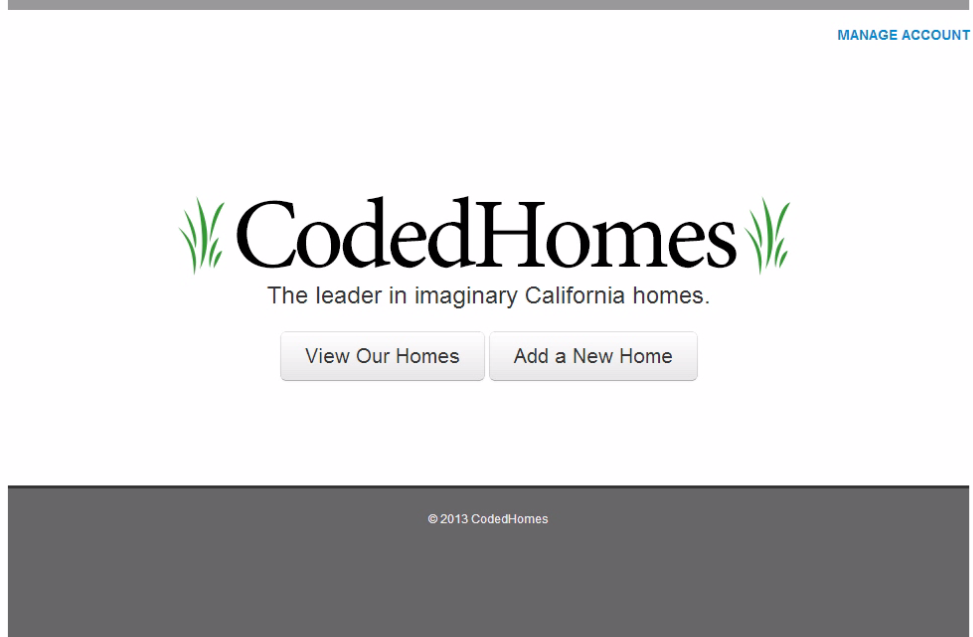 MANAGE ACCOUNT
CodedHomes
The leader in imaginary California homes.
View Our Homes Add a New Home
© 2013 CodedHomes